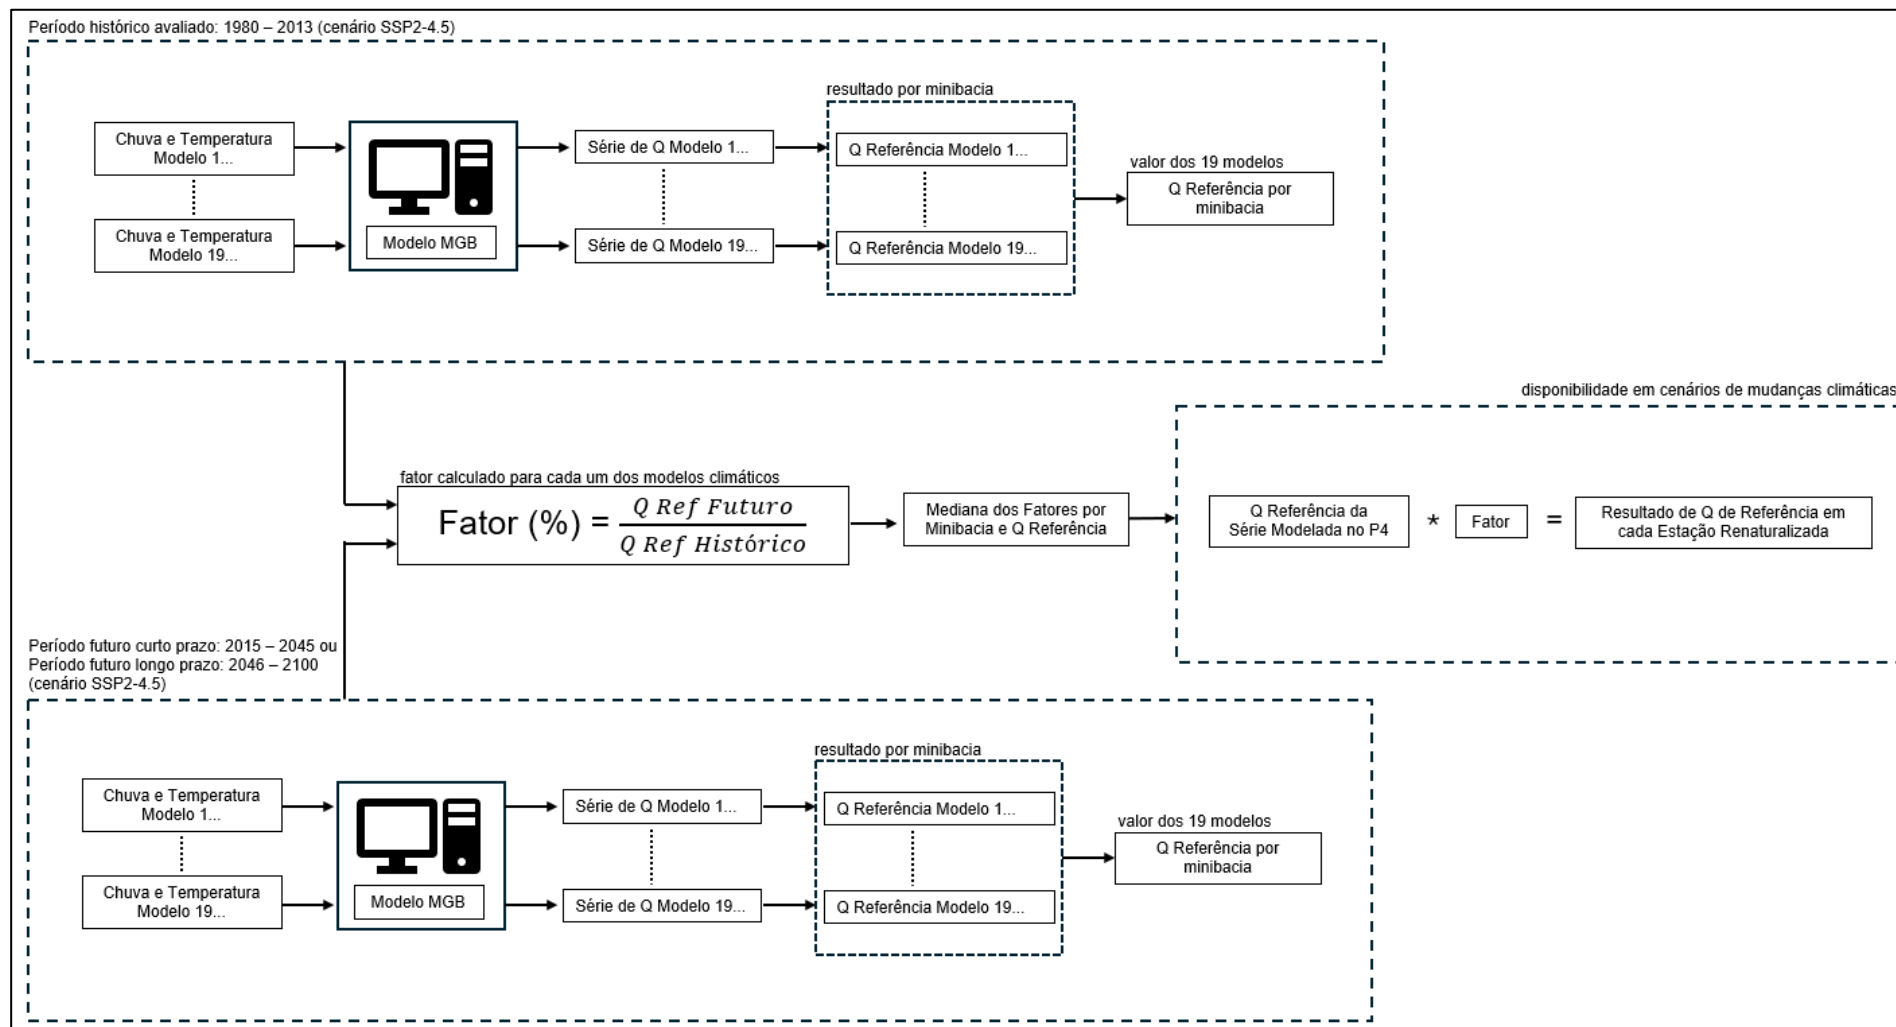 Período histórico avaliado: 1980 – 2013 (cenário SSP2-4.5)
resultado por minibacia
Chuva e Temperatura
Modelo 1...
Série de Q Modelo 1...
Q Referência Modelo 1...
valor dos 19 modelos
Q Referência por
minibacia
Chuva e Temperatura
Modelo 19...
Modelo MGB
Série de Q Modelo 19...
Q Referência Modelo 19...
disponibilidade em cenários de mudanças climáticas
fator calculado para cada um dos modelos climáticos
Fator (%) = Q Ref Futuro
Q Ref Histórico
Mediana dos Fatores por
Minibacia e Q Referência
Q Referência da
Série Modelada no P4
*
Fator
=
Resultado de Q de Referência em
cada Estação Renaturalizada
Período futuro curto prazo: 2015 – 2045 ou
Período futuro longo prazo: 2046 – 2100
(cenário SSP2-4.5)
resultado por minibacia
Chuva e Temperatura
Modelo 1...
Série de Q Modelo 1...
Q Referência Modelo 1...
valor dos 19 modelos
Q Referência por
minibacia
Chuva e Temperatura
Modelo 19...
Modelo MGB
Série de Q Modelo 19...
Q Referência Modelo 19...